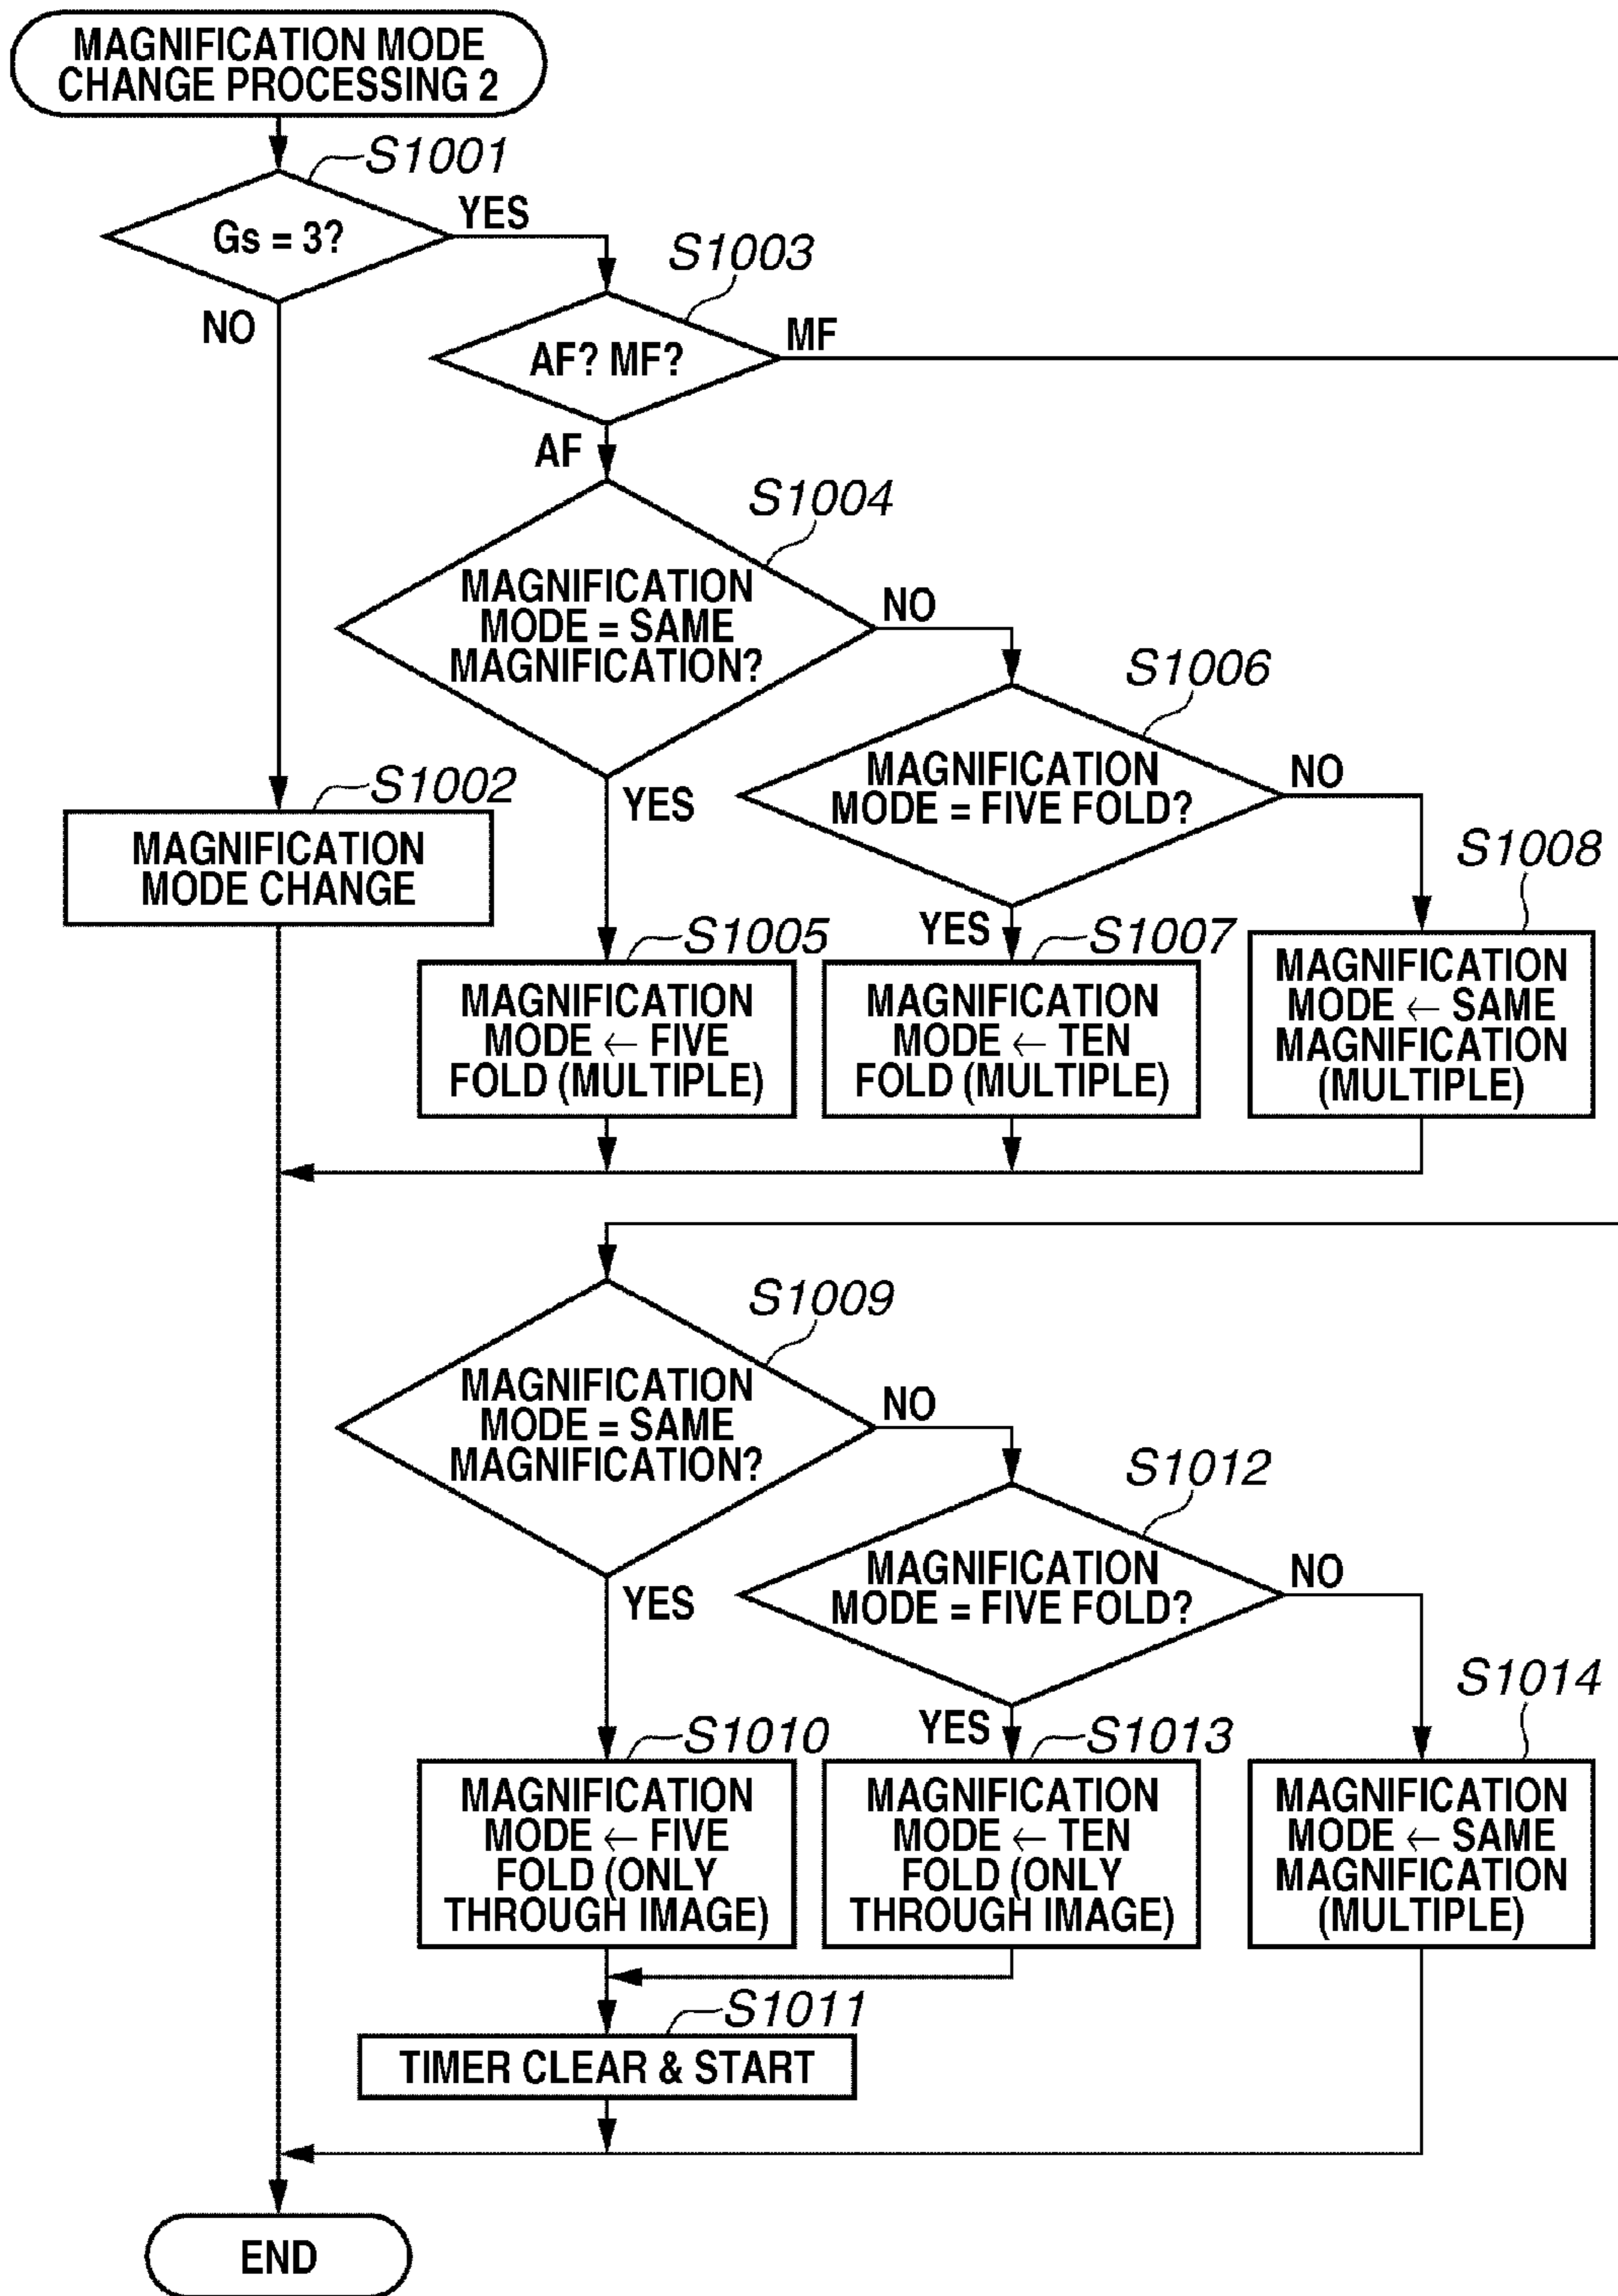 MAGNIFICATION MODE
CHANGE PROCESSING 2
S1001
Gs = 3?
YES
NO
S1003
AF? MF?
MF
AF
S1004
MAGNIFICATION
MODE = SAME
MAGNIFICATION?
NO
YES
S1006
MAGNIFICATION
MODE = FIVE FOLD?
NO
YES
S1002
MAGNIFICATION
MODE CHANGE
S1005
MAGNIFICATION
MODE ← FIVE
FOLD (MULTIPLE)
S1007
MAGNIFICATION
MODE ← TEN
FOLD (MULTIPLE)
S1008
MAGNIFICATION
MODE ← SAME
MAGNIFICATION
(MULTIPLE)
S1009
MAGNIFICATION
MODE = SAME
MAGNIFICATION?
NO
YES
S1012
MAGNIFICATION
MODE = FIVE FOLD?
NO
YES
S1010
MAGNIFICATION
MODE ← FIVE
FOLD (ONLY
THROUGH IMAGE)
S1013
MAGNIFICATION
MODE ← TEN
FOLD (ONLY
THROUGH IMAGE)
S1014
MAGNIFICATION
MODE ← SAME
MAGNIFICATION
(MULTIPLE)
S1011
TIMER CLEAR & START
END